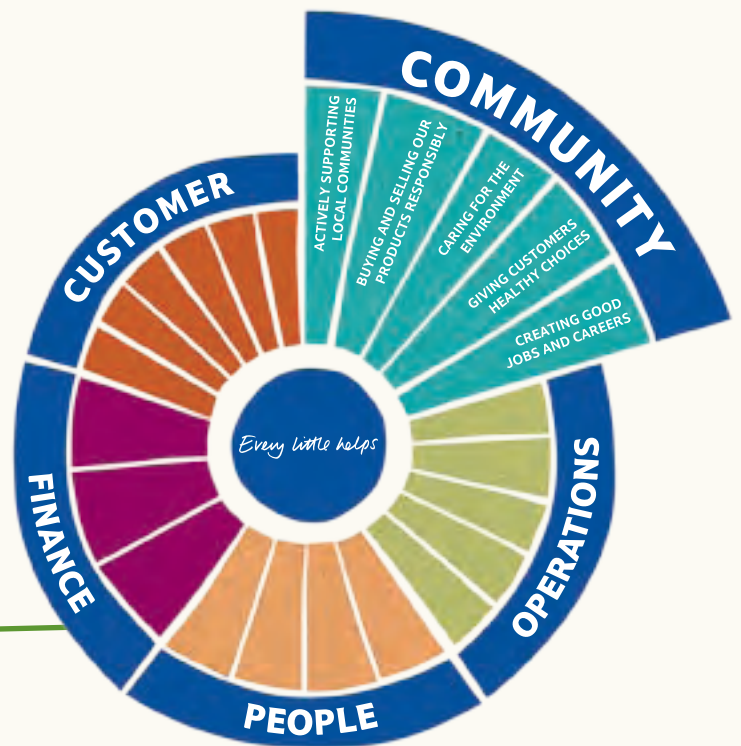 COMMUNITY
ACTIVELY SUPPORTING
LOCAL COMMUNITIES
BUYING AND SELLING OUR
PRODUCTS RESPONSIBLY
CARING FOR THE
ENVIRONMENT
GIVING CUSTOMERS
HEALTHY CHOICES
CREATING GOOD
JOBS AND CAREERS
CUSTOMER
Every little helps
FINANCE
OPERATIONS
PEOPLE